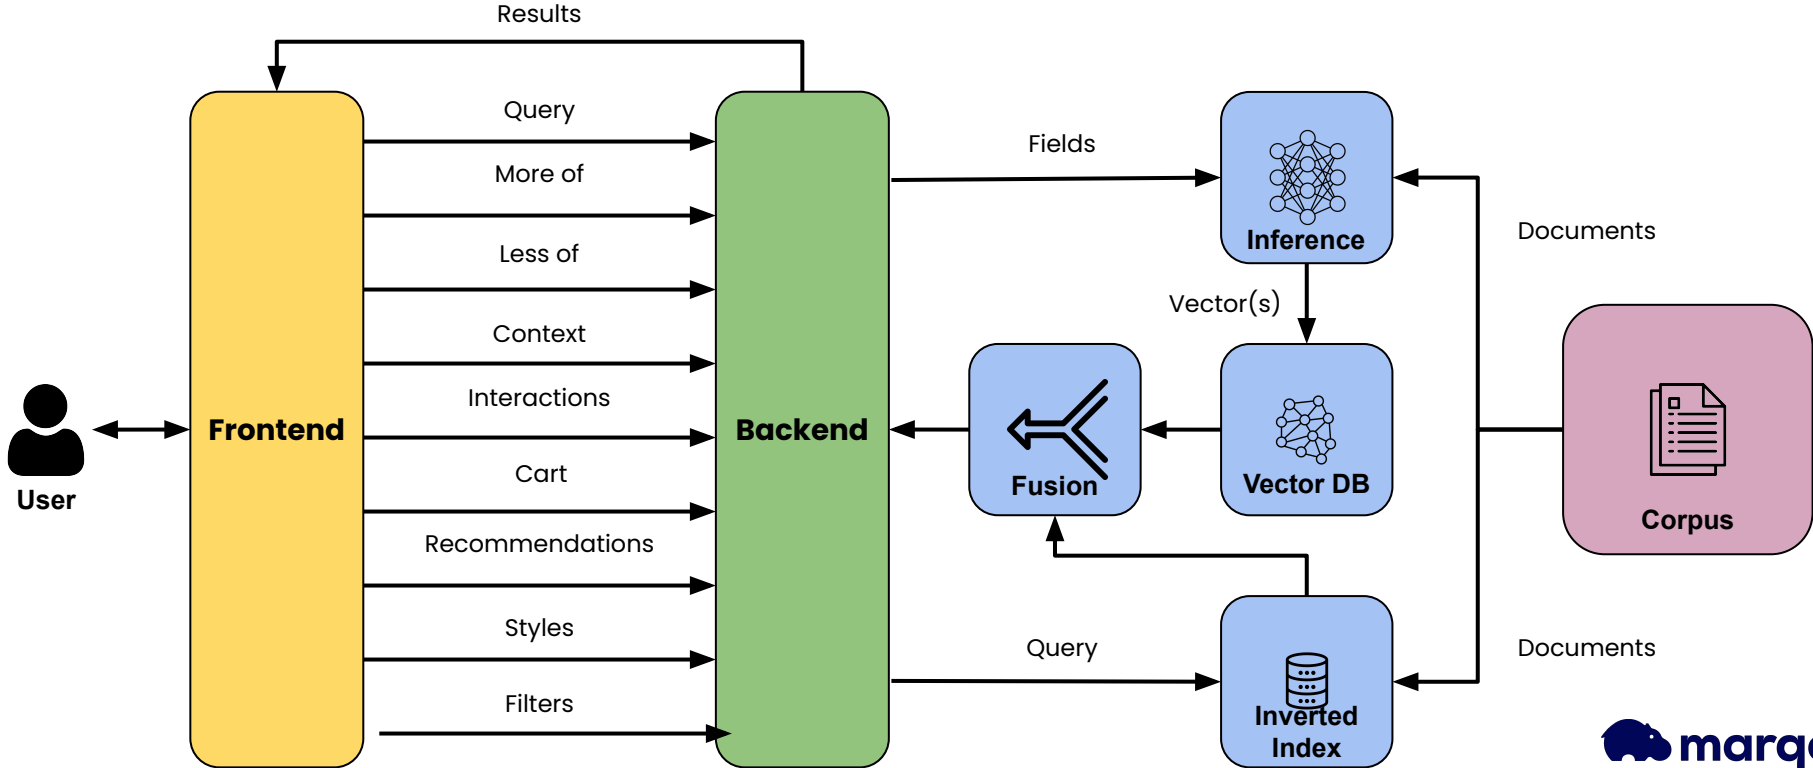 Results
Query
More of
Less of
Context
Interactions
Cart
Recommendations
Styles
Filters
User
Frontend
Backend
Fields
Query
Vector(s)
Inference
Fusion
Vector DB
Inverted
Index
Documents
Corpus
Documents